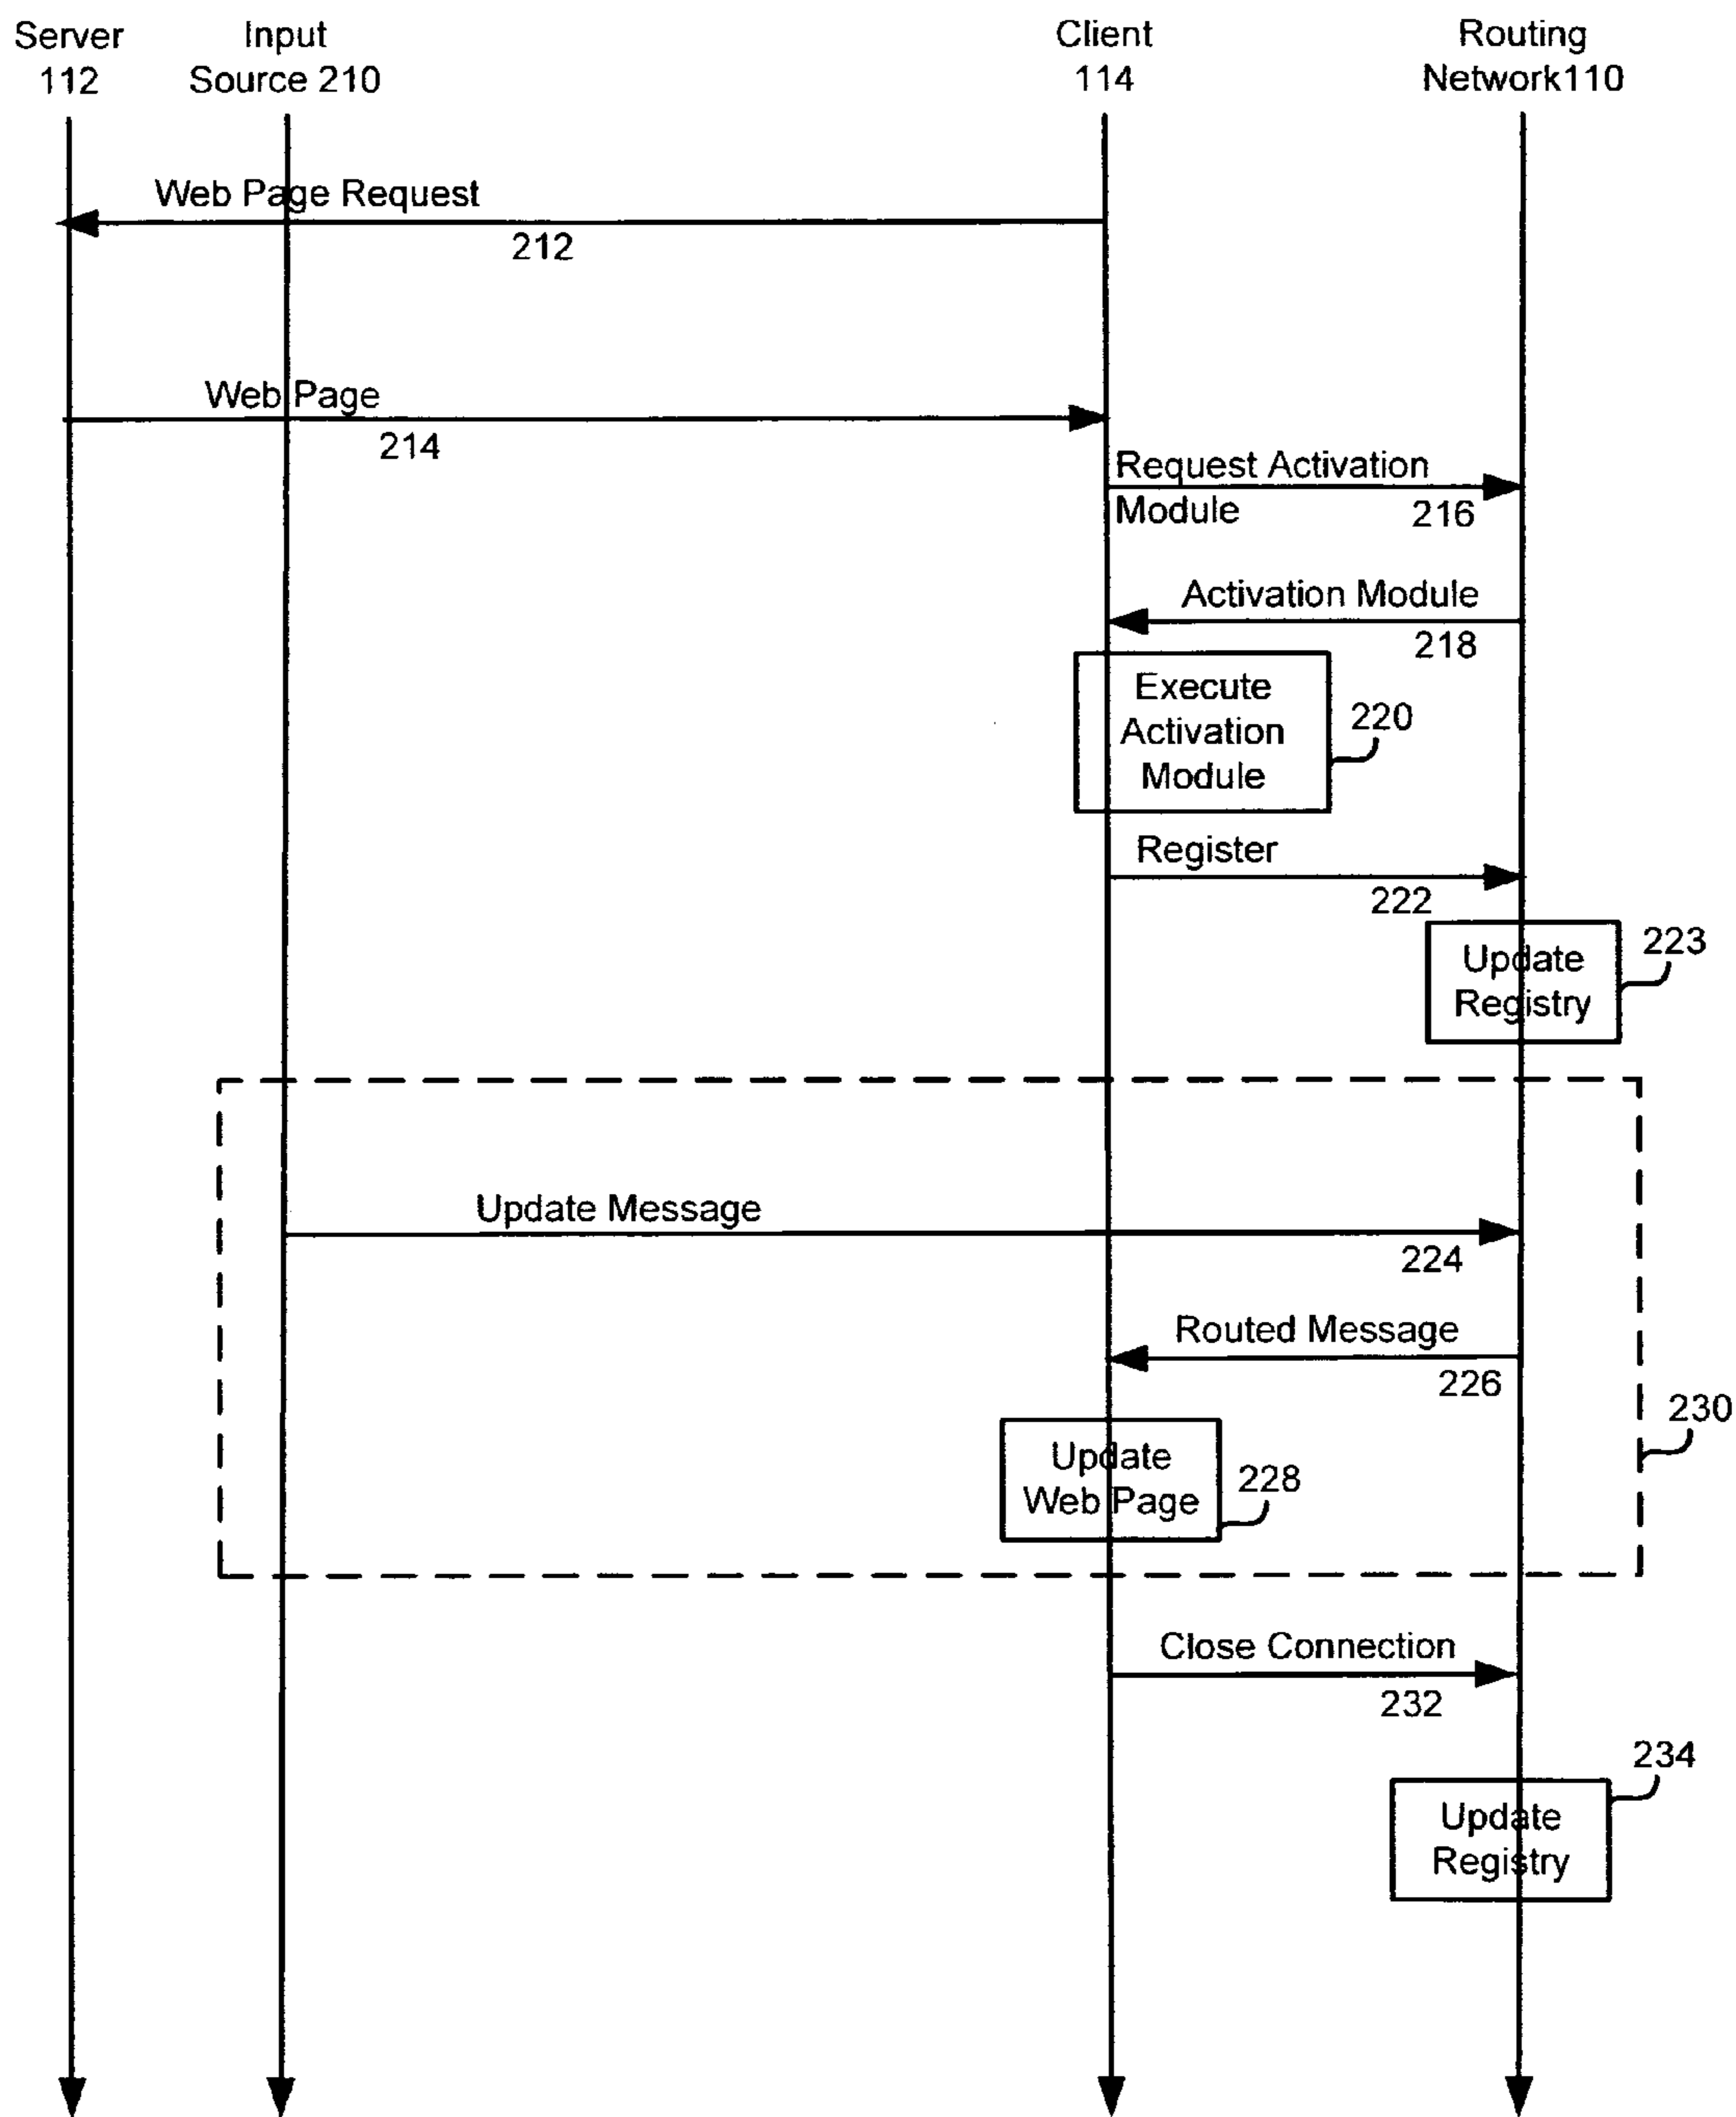 Server
112
Input
Source 210
Client
114
Routing
Network110
Web Page Request
212
Web Page
214
Request Activation
Module
216
Activation Module
218
Execute
Activation
Module
220
Register
222
Update
Registry
223
Update Message
224
Routed Message
226
Update
Web Page
228
230
Close Connection
232
Update
Registry
234